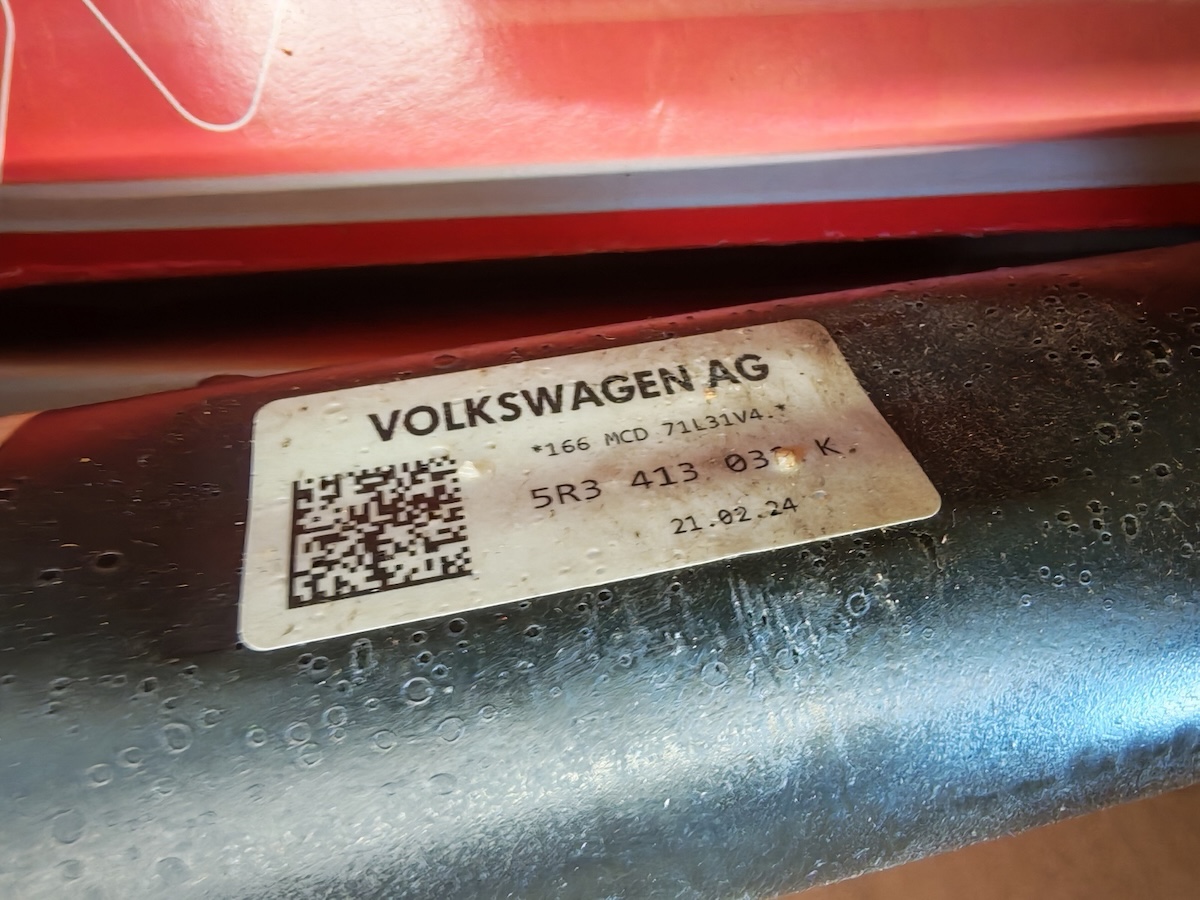 VOLKSWAGEN AG
*166 MCD 71L31V4.*
5R3 413 K.
21.02.24